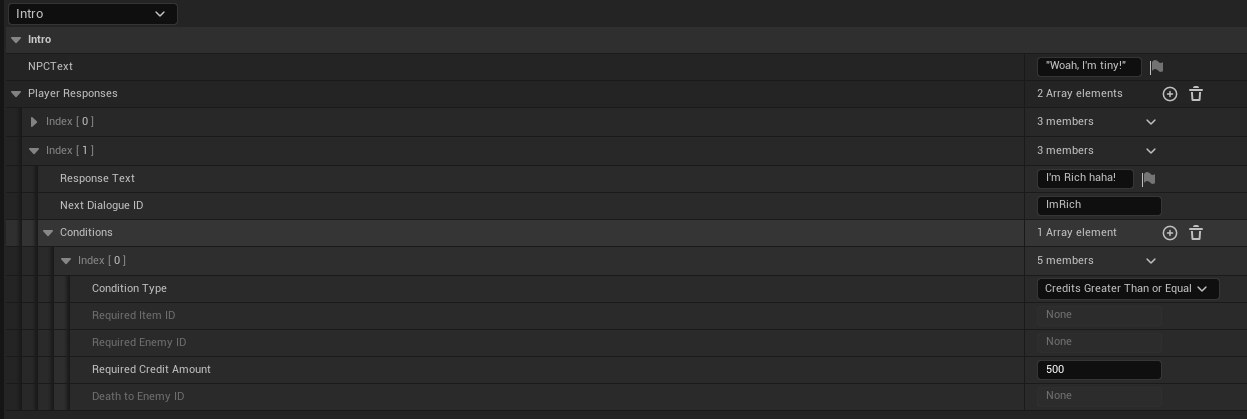 Intro
Intro
NPCText "Woah, I'm tiny!"
Player Responses 2 Array elements
Index [ 0 ] 3 members
Index [ 1 ] 3 members
Response Text I'm Rich haha!
Next Dialogue ID ImRich
Conditions 1 Array element
Index [ 0 ] 5 members
Condition Type Credits Greater Than or Equal
Required Item ID None
Required Enemy ID None
Required Credit Amount 500
Death to Enemy ID None